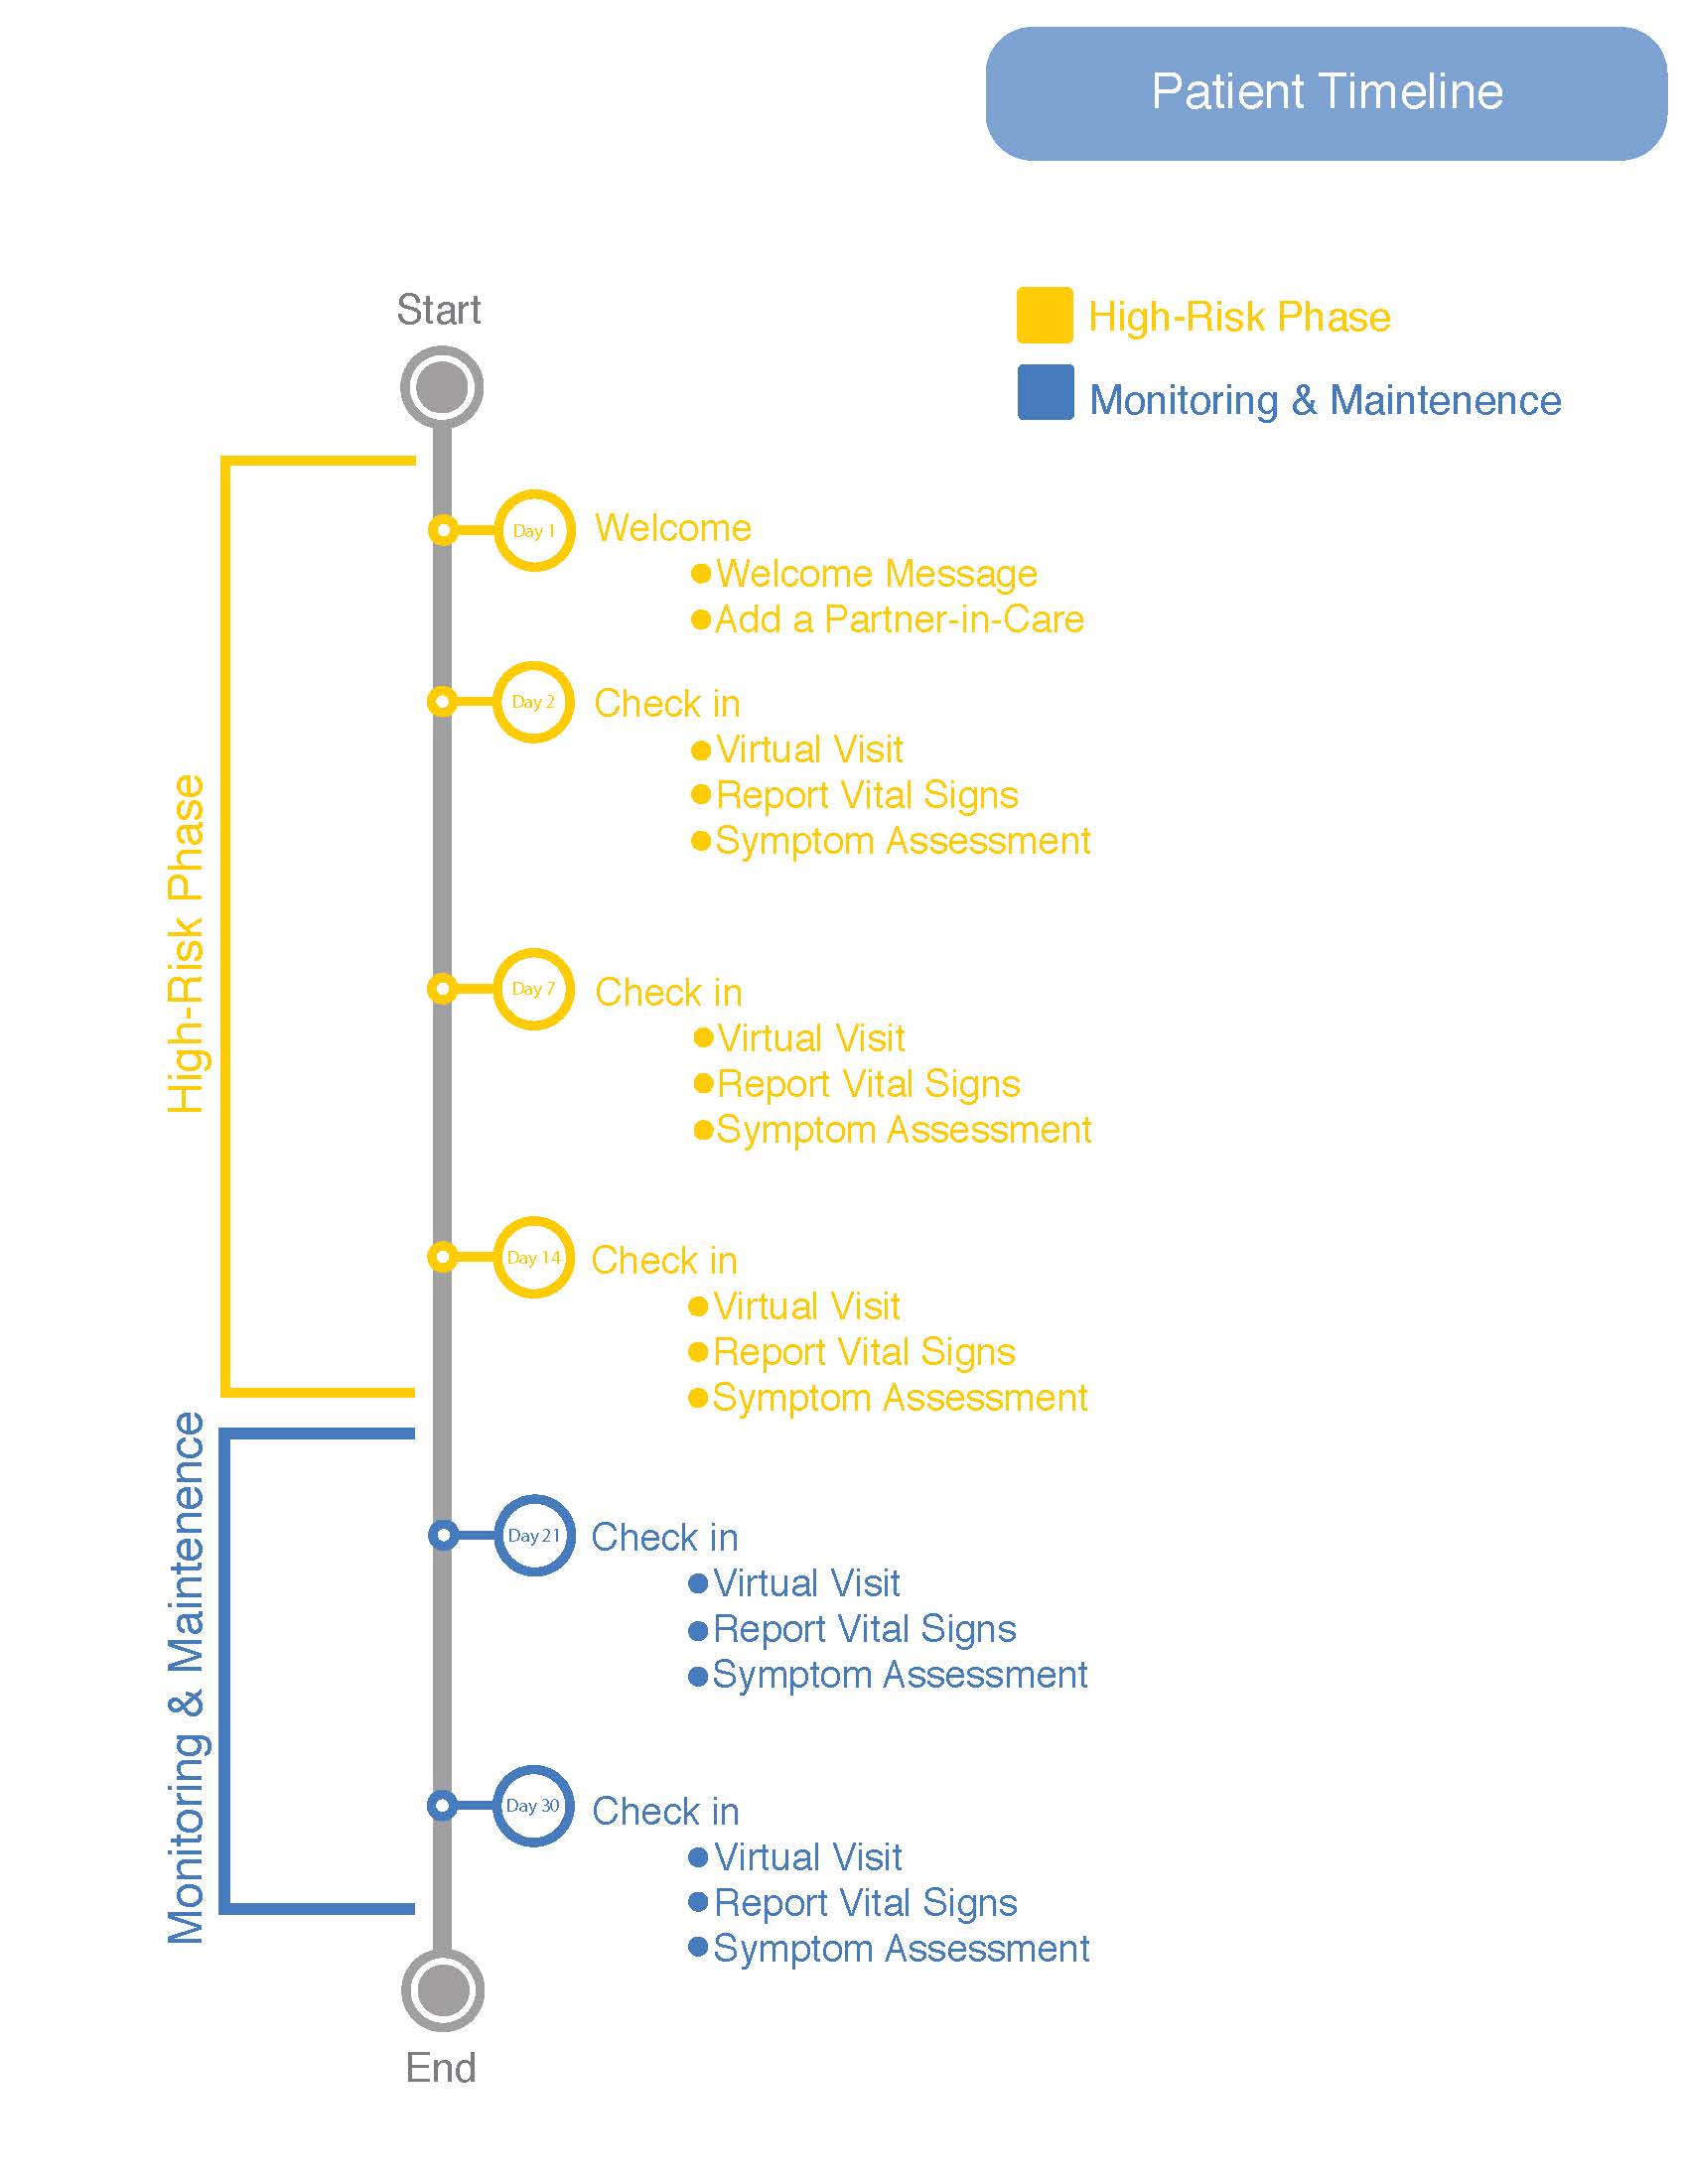 Patient Timeline
High-Risk Phase
Monitoring & Maintenence
Start
High-Risk Phase
Day 1
Welcome
●Welcome Message
●Add a Partner-in-Care
Day 2
Check in
●Virtual Visit
●Report Vital Signs
●Symptom Assessment
Day 7
Check in
●Virtual Visit
●Report Vital Signs
●Symptom Assessment
Day 14
Check in
●Virtual Visit
●Report Vital Signs
●Symptom Assessment
Monitoring & Maintenence
Day 21
Check in
●Virtual Visit
●Report Vital Signs
●Symptom Assessment
Day 30
Check in
●Virtual Visit
●Report Vital Signs
●Symptom Assessment
End